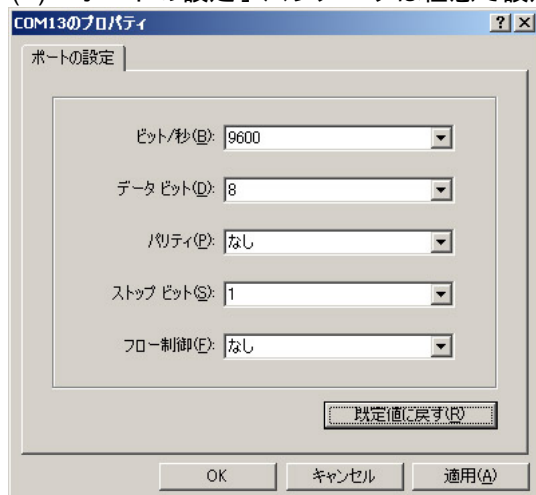 COM13のプロパティ
ポートの設定
ビット/秒(B): 9600
データ ビット(D): 8
パリティ(P): なし
ストップ ビット(S): 1
フロー制御(F): なし
既定値に戻す(R)
OK キャンセル 適用(A)